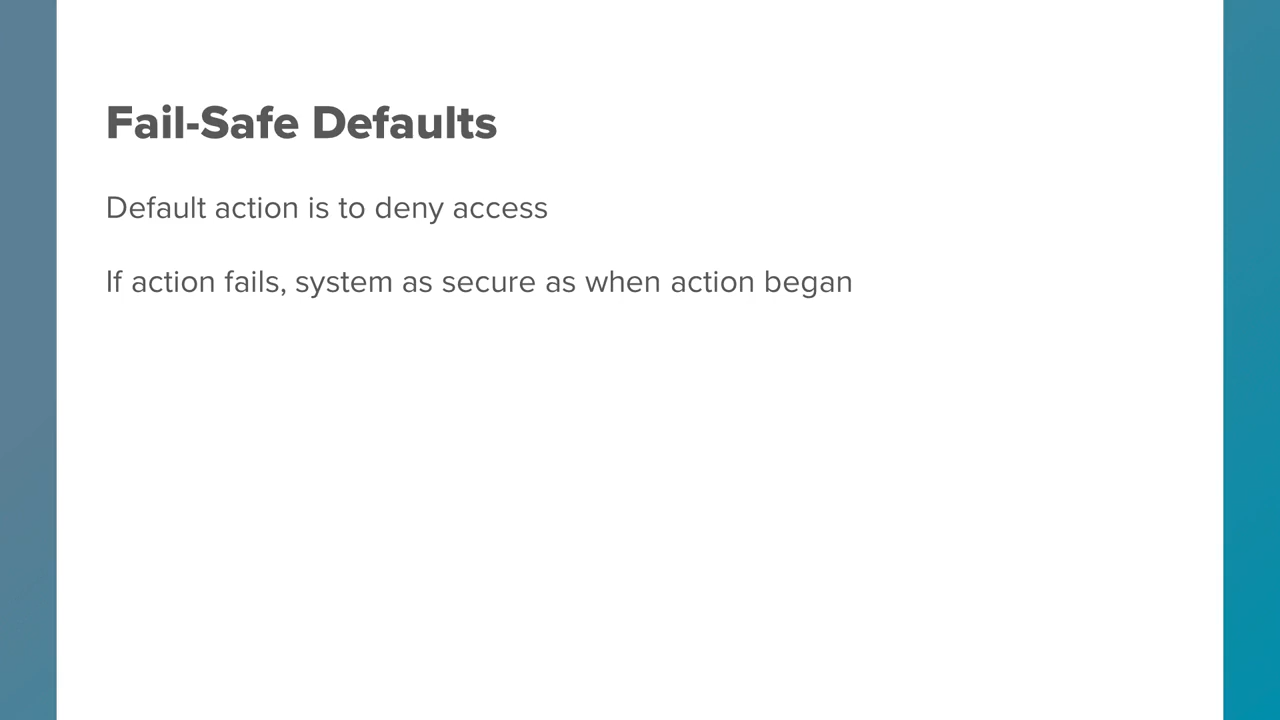 Fail-Safe Defaults
Default action is to deny access
If action fails, system as secure as when action began